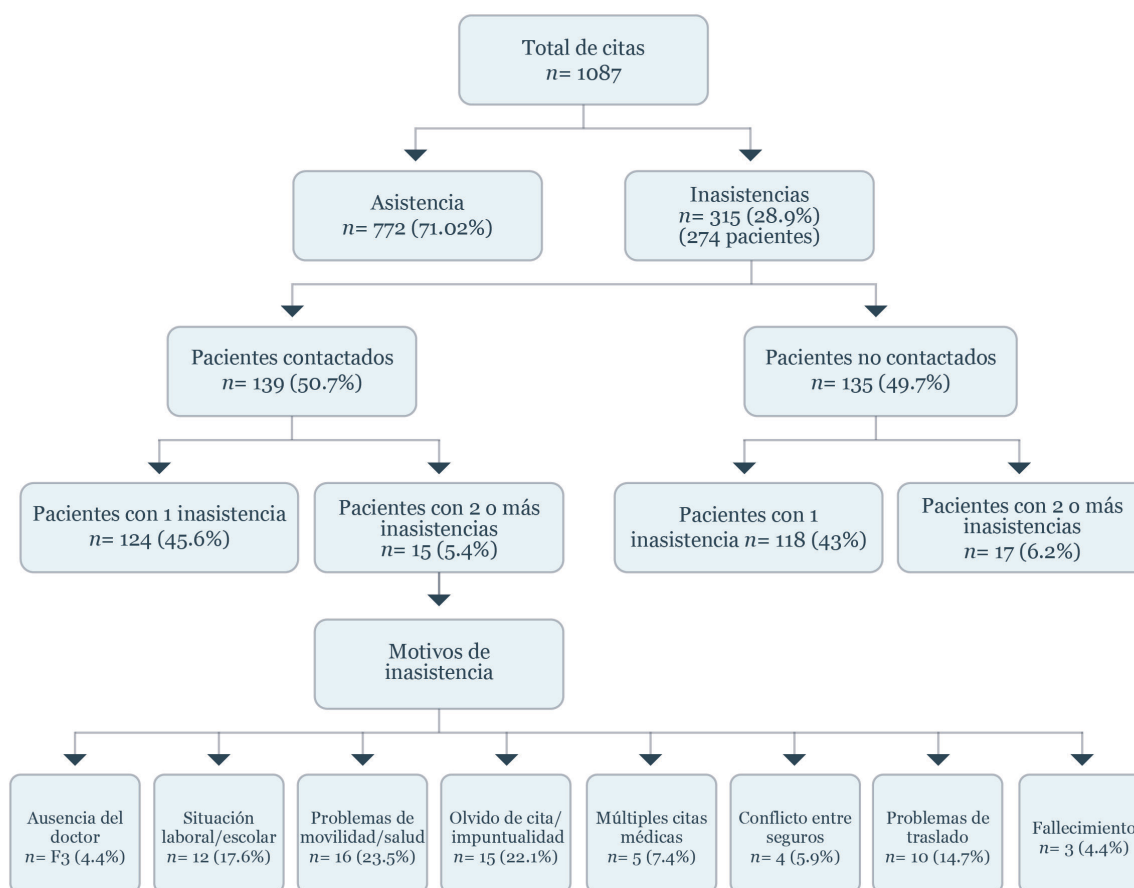 Total de citas
n= 1087
Asistencia
n= 772 (71.02%)
Inasistencias
n= 315 (28.9%)
(274 pacientes)
Pacientes contactados
n= 139 (50.7%)
Pacientes no contactados
n= 135 (49.7%)
Pacientes con 1 inasistencia
n= 124 (45.6%)
Pacientes con 2 o más
inasistencias
n= 15 (5.4%)
Pacientes con 1
inasistencia n= 118 (43%)
Pacientes con 2 o más
inasistencias
n= 17 (6.2%)
Motivos de
inasistencia
Ausencia del
doctor
n= F3 (4.4%)
Situación
laboral/escolar
n= 12 (17.6%)
Problemas de
movilidad/salud
n= 16 (23.5%)
Olvido de cita/
impuntualidad
n= 15 (22.1%)
Múltiples citas
médicas
n= 5 (7.4%)
Conflicto entre
seguros
n= 4 (5.9%)
Problemas de
traslado
n= 10 (14.7%)
Fallecimiento
n= 3 (4.4%)